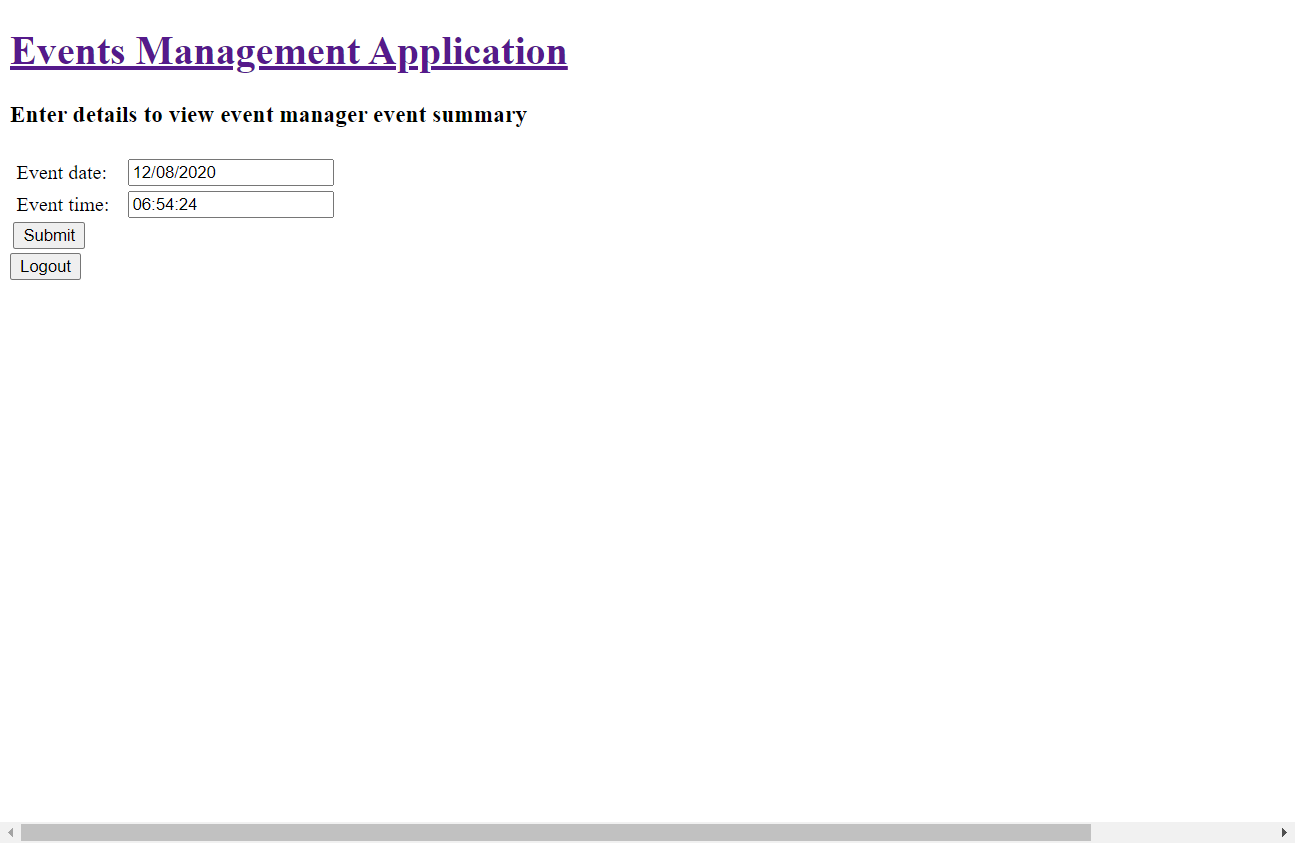 Events Management Application
Enter details to view event manager event summary
Event date: 12/08/2020
Event time: 06:54:24
Submit
Logout